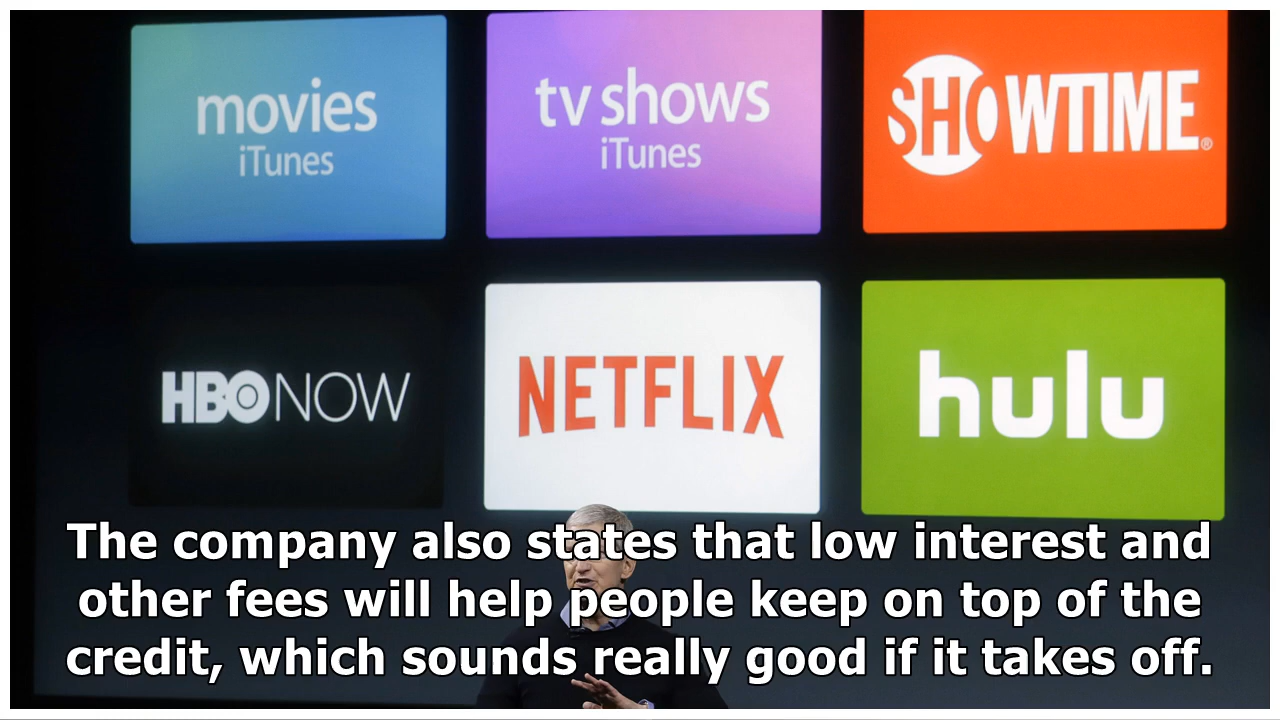 movies
iTunes
tv shows
iTunes
SHOWTIME®
HBO NOW
NETFLIX
hulu
The company also states that low interest and
other fees will help people keep on top of the
credit, which sounds really good if it takes off.